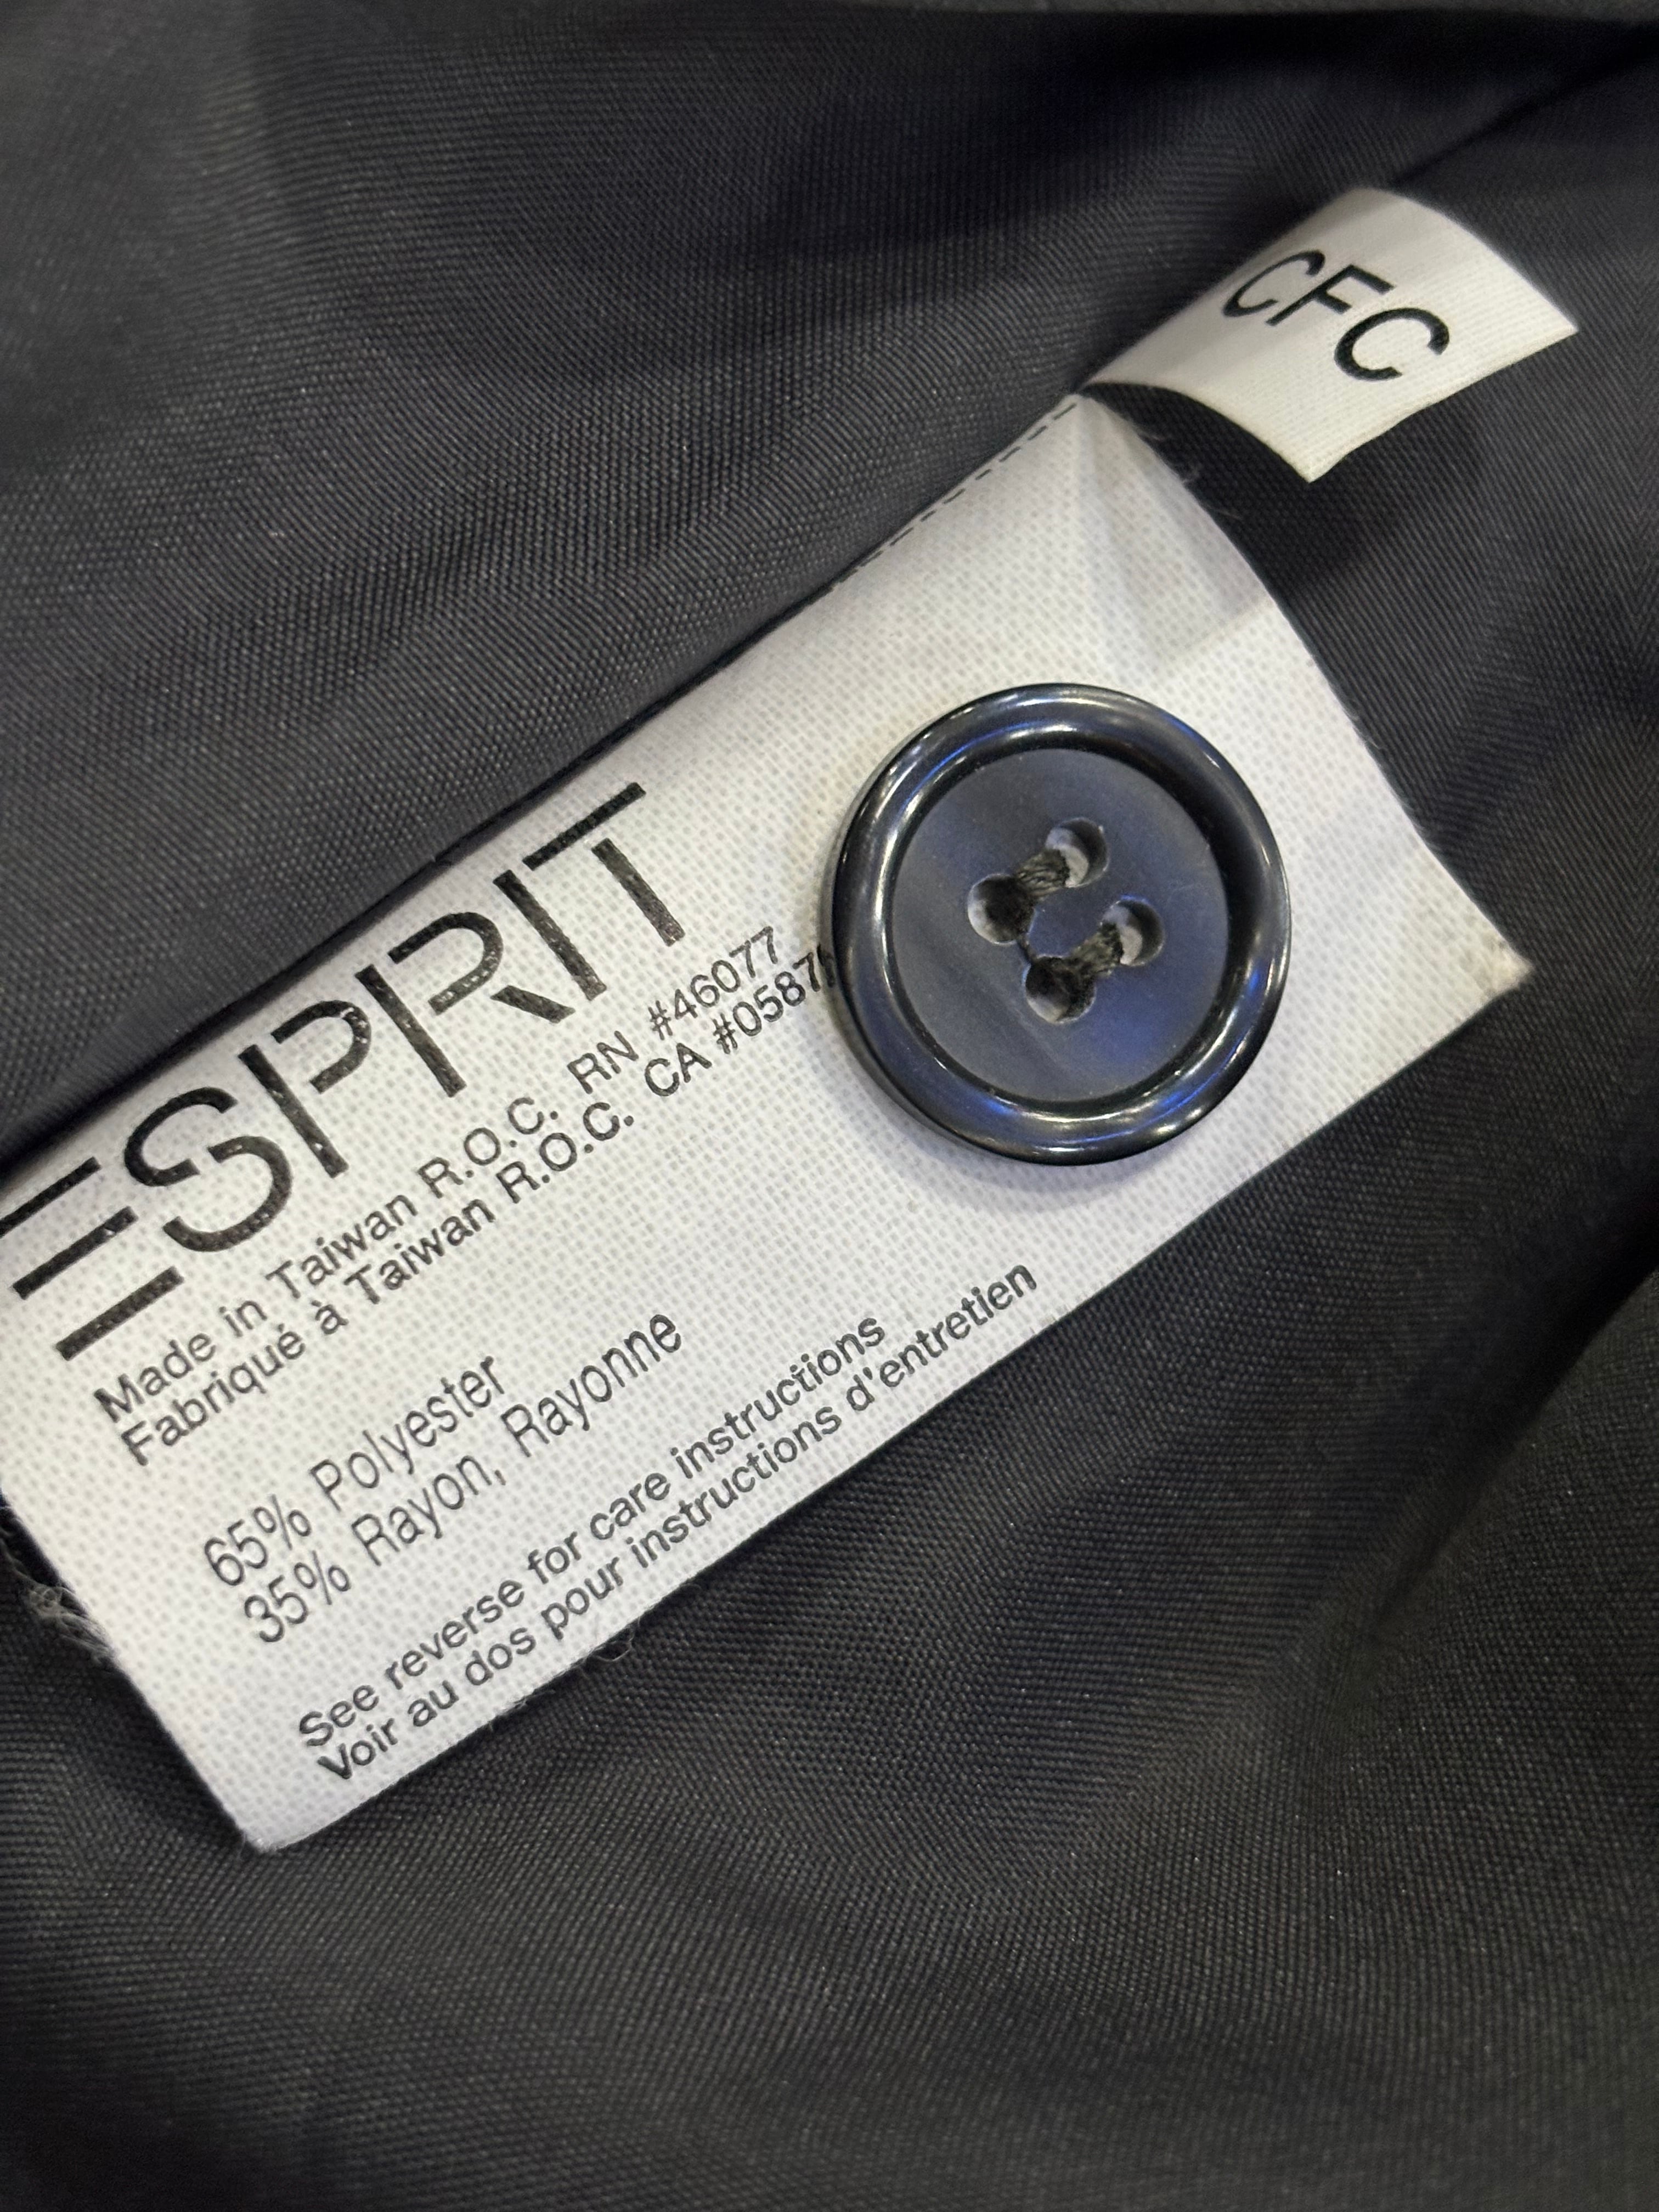 CFC
ESPRIT
Made in Taiwan R.O.C. RN #46077
Fabriqué à Taiwan R.O.C. CA
65% Polyester
35% Rayon, Rayonne
See reverse for care instructions
Voir au dos pour instructions d'entretien